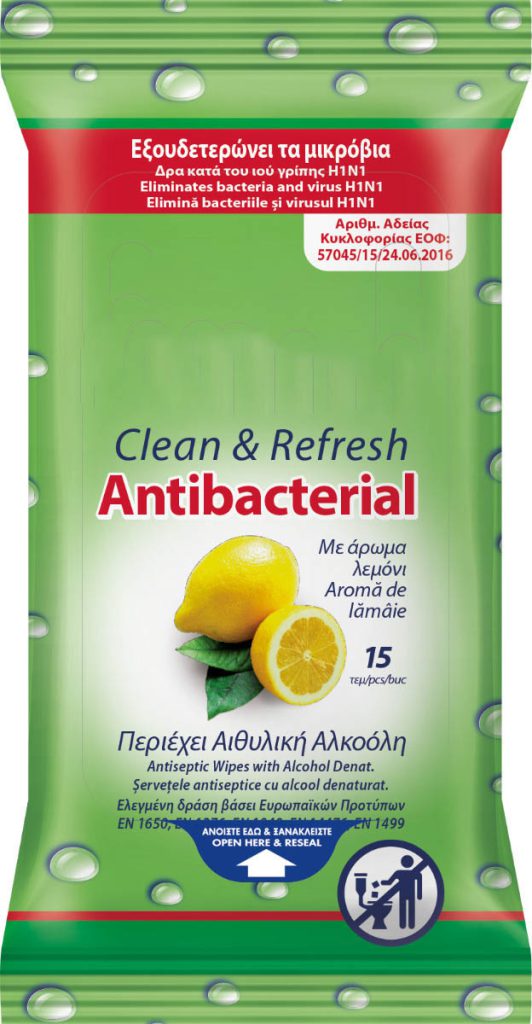 Εξουδετερώνει τα μικρόβια
Δρα κατά του ιού γρίπης H1N1
Eliminates bacteria and virus H1N1
Elimină bacteriile și virusul H1N1
Αριθμ. Αδείας
Κυκλοφορίας ΕΟΦ:
57045/15/24.06.2016
Clean & Refresh
Antibacterial
Με άρωμα
λεμόνι
Aromă de
lămâie
15
τεμ/pcs/buc
Περιέχει Αιθυλική Αλκοόλη
Antiseptic Wipes with Alcohol Denat.
Șervețele antiseptice cu alcool denaturat.
Ελεγμένη δράση βάσει Ευρωπαϊκών Προτύπων
EN 1650, EN 1499
ΑΝΟΙΞΤΕ ΕΔΩ & ΞΑΝΑΚΛΕΙΣΤΕ
OPEN HERE & RESEAL